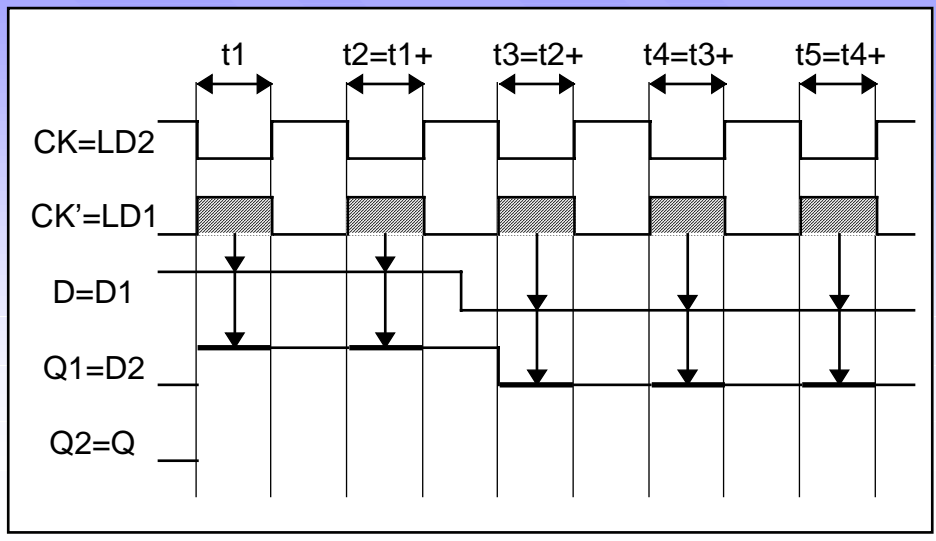 t1 t2=t1+ t3=t2+ t4=t3+ t5=t4+
CK=LD2
CK’=LD1
D=D1
Q1=D2
Q2=Q